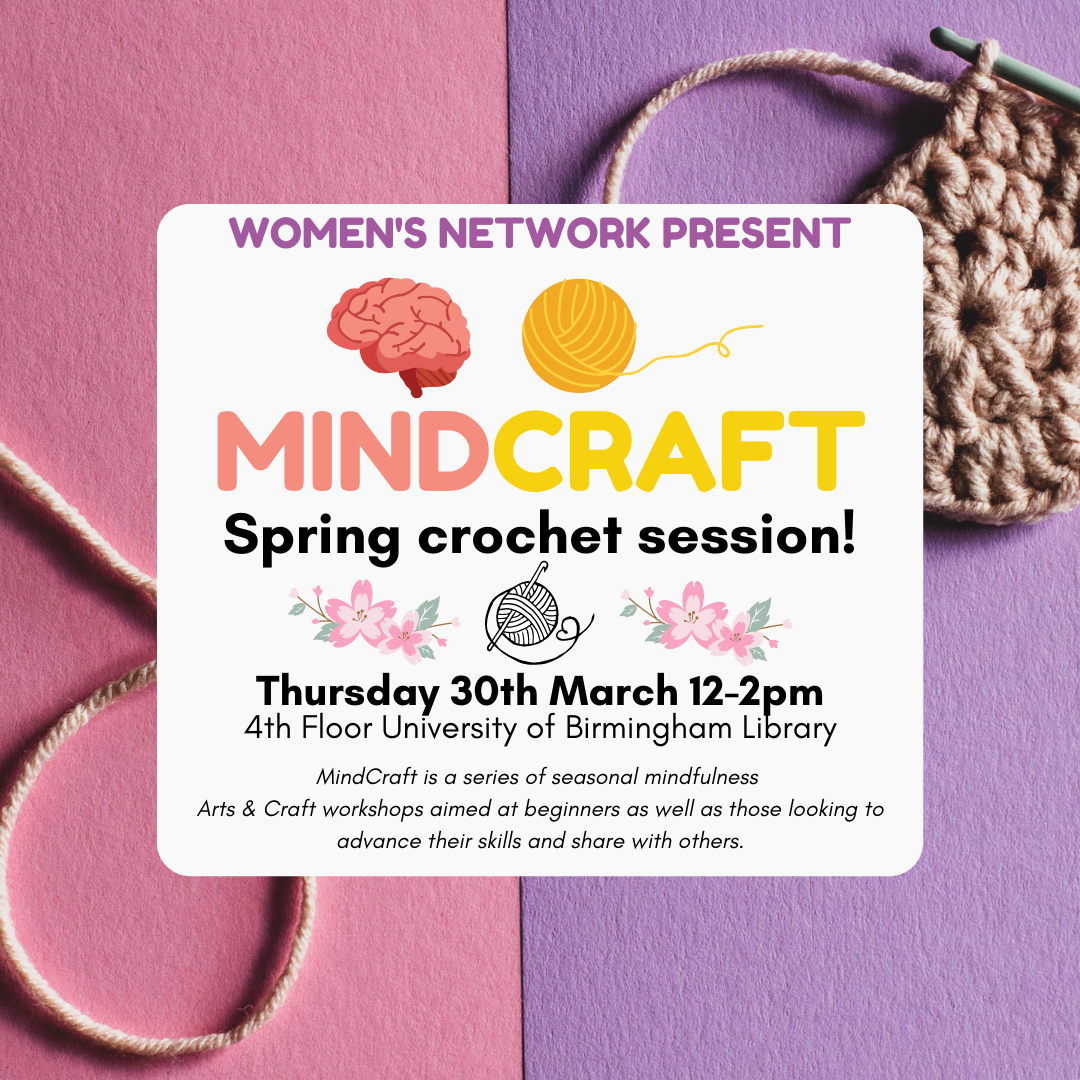 WOMEN'S NETWORK PRESENT
MINDCRAFT
Spring crochet session!
Thursday 30th March 12-2pm
4th Floor University of Birmingham Library
MindCraft is a series of seasonal mindfulness
Arts & Craft workshops aimed at beginners as well as those looking to
advance their skills and share with others.